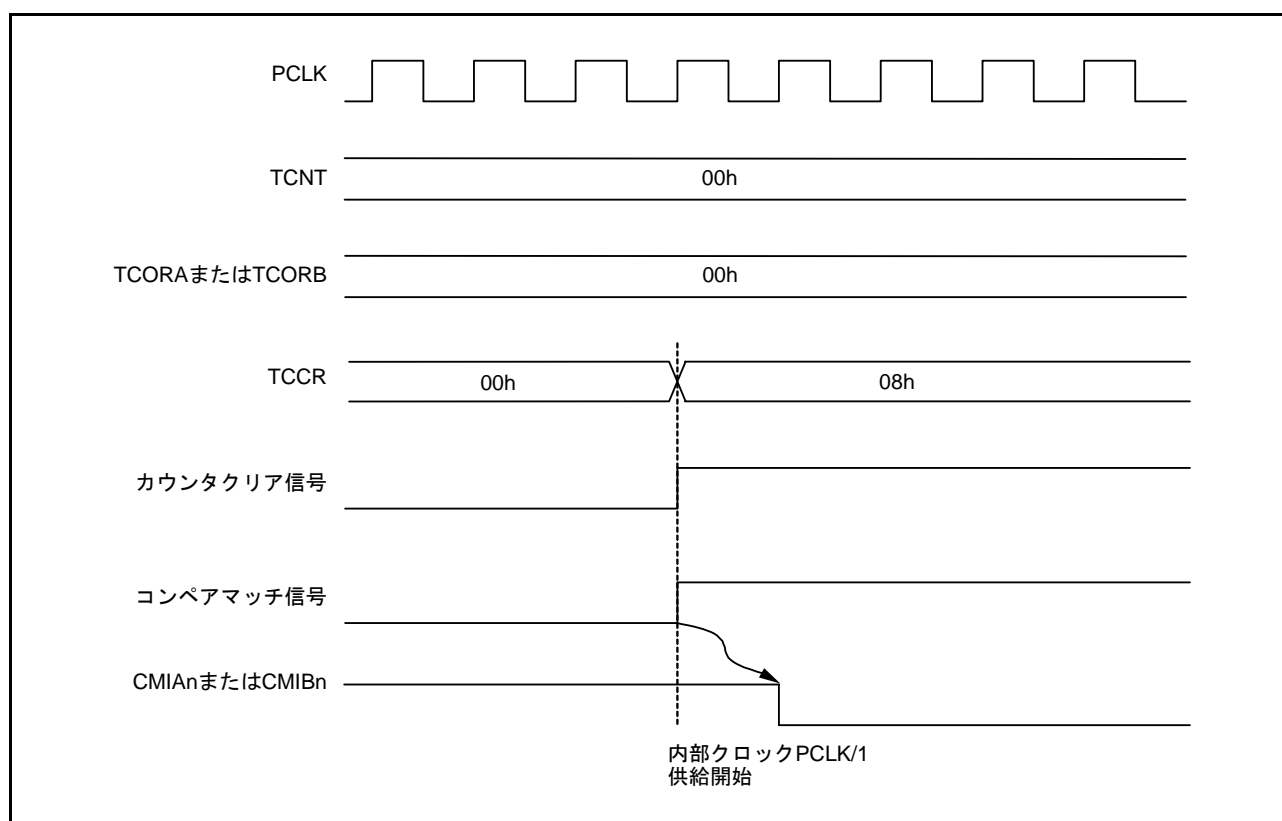 PCLK
TCNT
00h
TCORAまたはTCORB
00h
TCCR
00h
08h
カウンタクリア信号
コンペアマッチ信号
CMIAnまたはCMIBn
内部クロックPCLK/1
供給開始